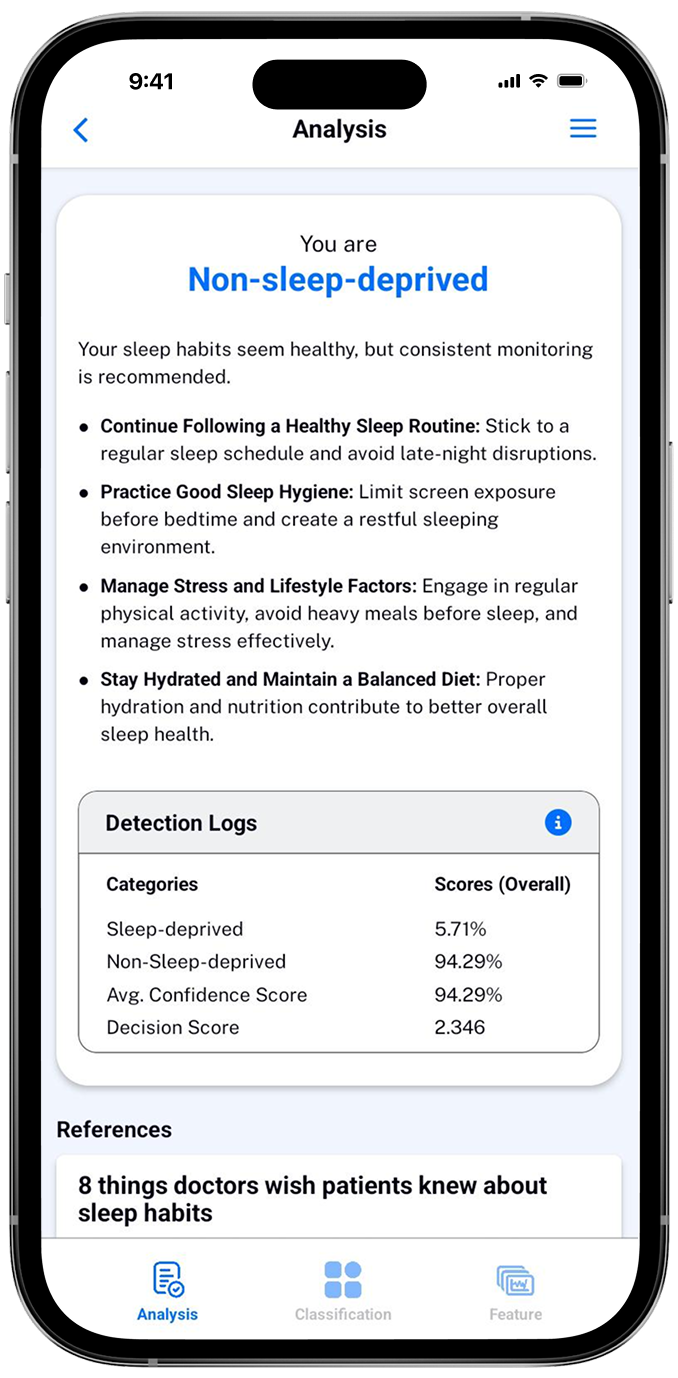 9:41
Analysis
You are
Non-sleep-deprived
Your sleep habits seem healthy, but consistent monitoring
is recommended.
• Continue Following a Healthy Sleep Routine: Stick to a
regular sleep schedule and avoid late-night disruptions.
• Practice Good Sleep Hygiene: Limit screen exposure
before bedtime and create a restful sleeping
environment.
• Manage Stress and Lifestyle Factors: Engage in regular
physical activity, avoid heavy meals before sleep, and
manage stress effectively.
• Stay Hydrated and Maintain a Balanced Diet: Proper
hydration and nutrition contribute to better overall
sleep health.
Detection Logs
Categories Scores (Overall)
Sleep-deprived 5.71%
Non-Sleep-deprived 94.29%
Avg. Confidence Score 94.29%
Decision Score 2.346
References
8 things doctors wish patients knew about
sleep habits
Analysis Classification Feature